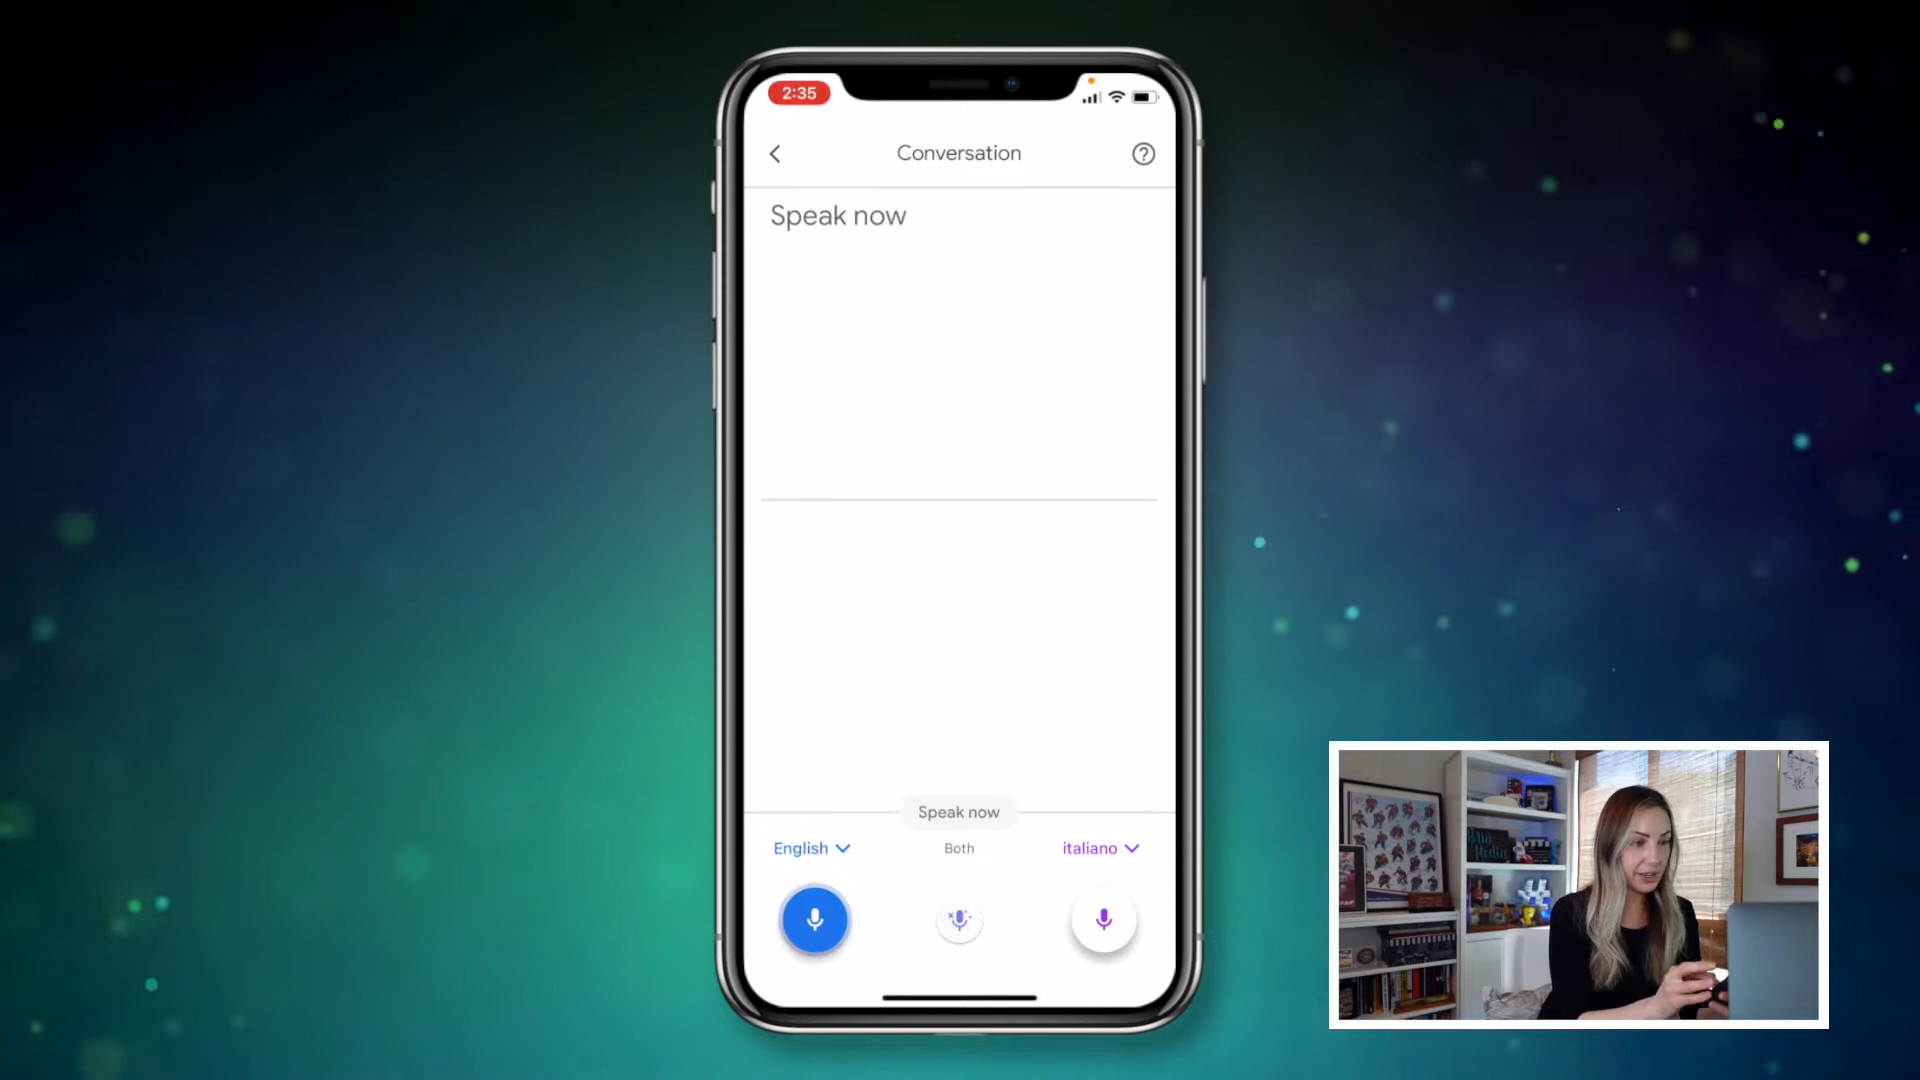 2:35
Conversation
Speak now
Speak now
English
Both
italiano